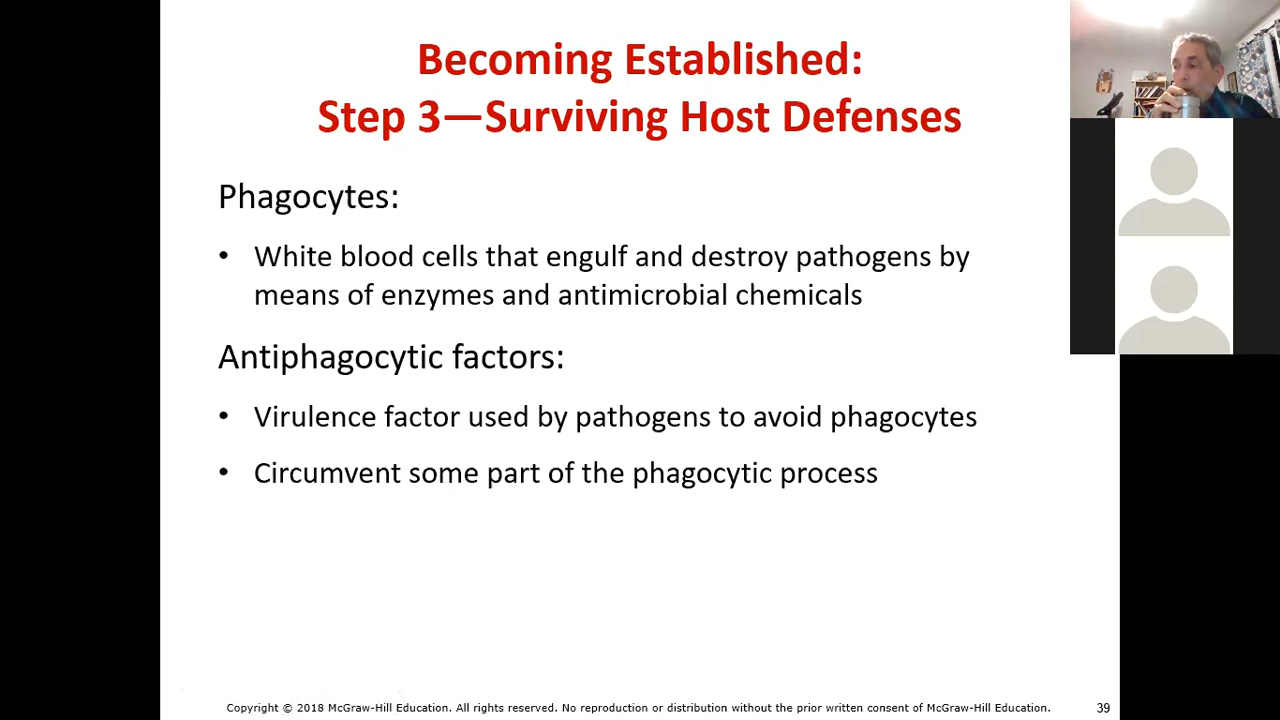 Becoming Established:
Step 3—Surviving Host Defenses
Phagocytes:
• White blood cells that engulf and destroy pathogens by
means of enzymes and antimicrobial chemicals
Antiphagocytic factors:
• Virulence factor used by pathogens to avoid phagocytes
• Circumvent some part of the phagocytic process
Copyright © 2018 McGraw-Hill Education. All rights reserved. No reproduction or distribution without the prior written consent of McGraw-Hill Education.
39